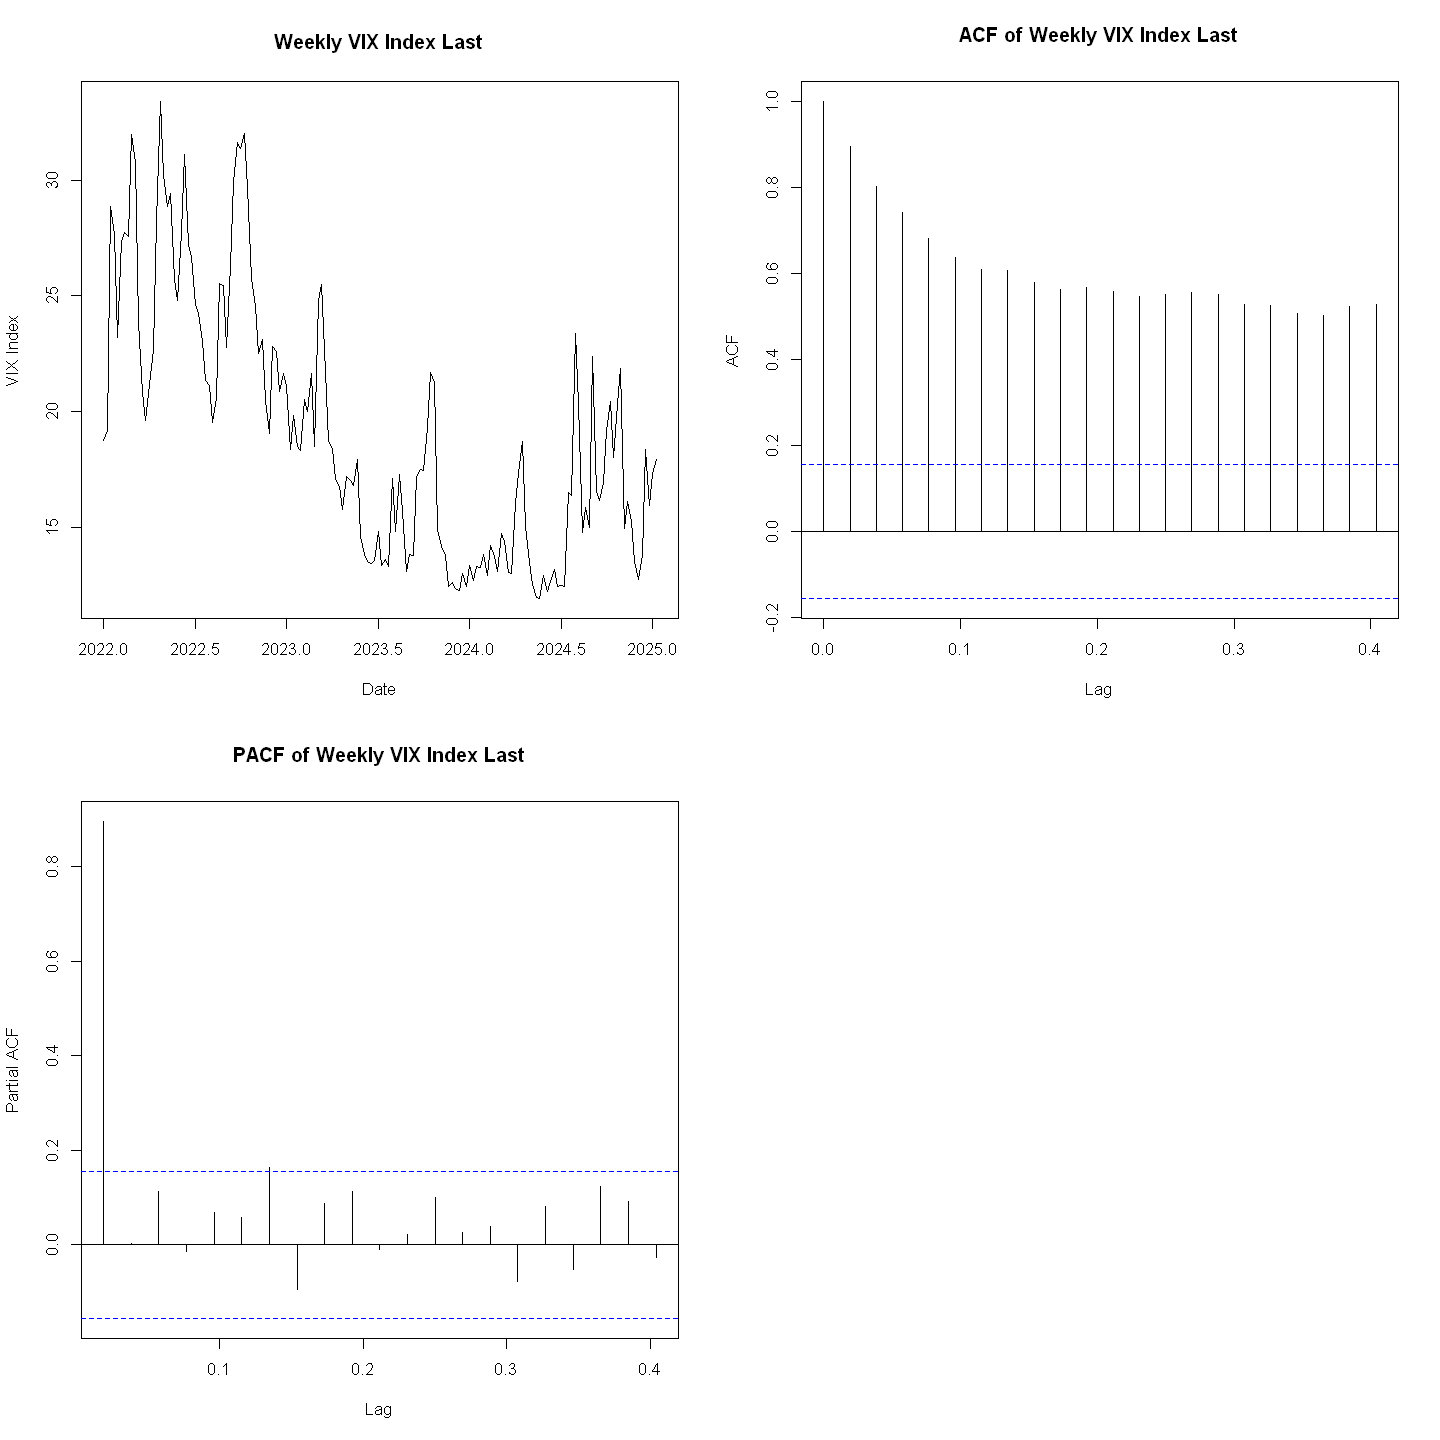 Weekly VIX Index Last
VIX Index
30
25
20
15
2022.0 2022.5 2023.0 2023.5 2024.0 2024.5 2025.0
Date
ACF of Weekly VIX Index Last
ACF
1.0
0.8
0.6
0.4
0.2
0.0
-0.2
0.0 0.1 0.2 0.3 0.4
Lag
PACF of Weekly VIX Index Last
Partial ACF
0.8
0.6
0.4
0.2
0.0
0.1 0.2 0.3 0.4
Lag